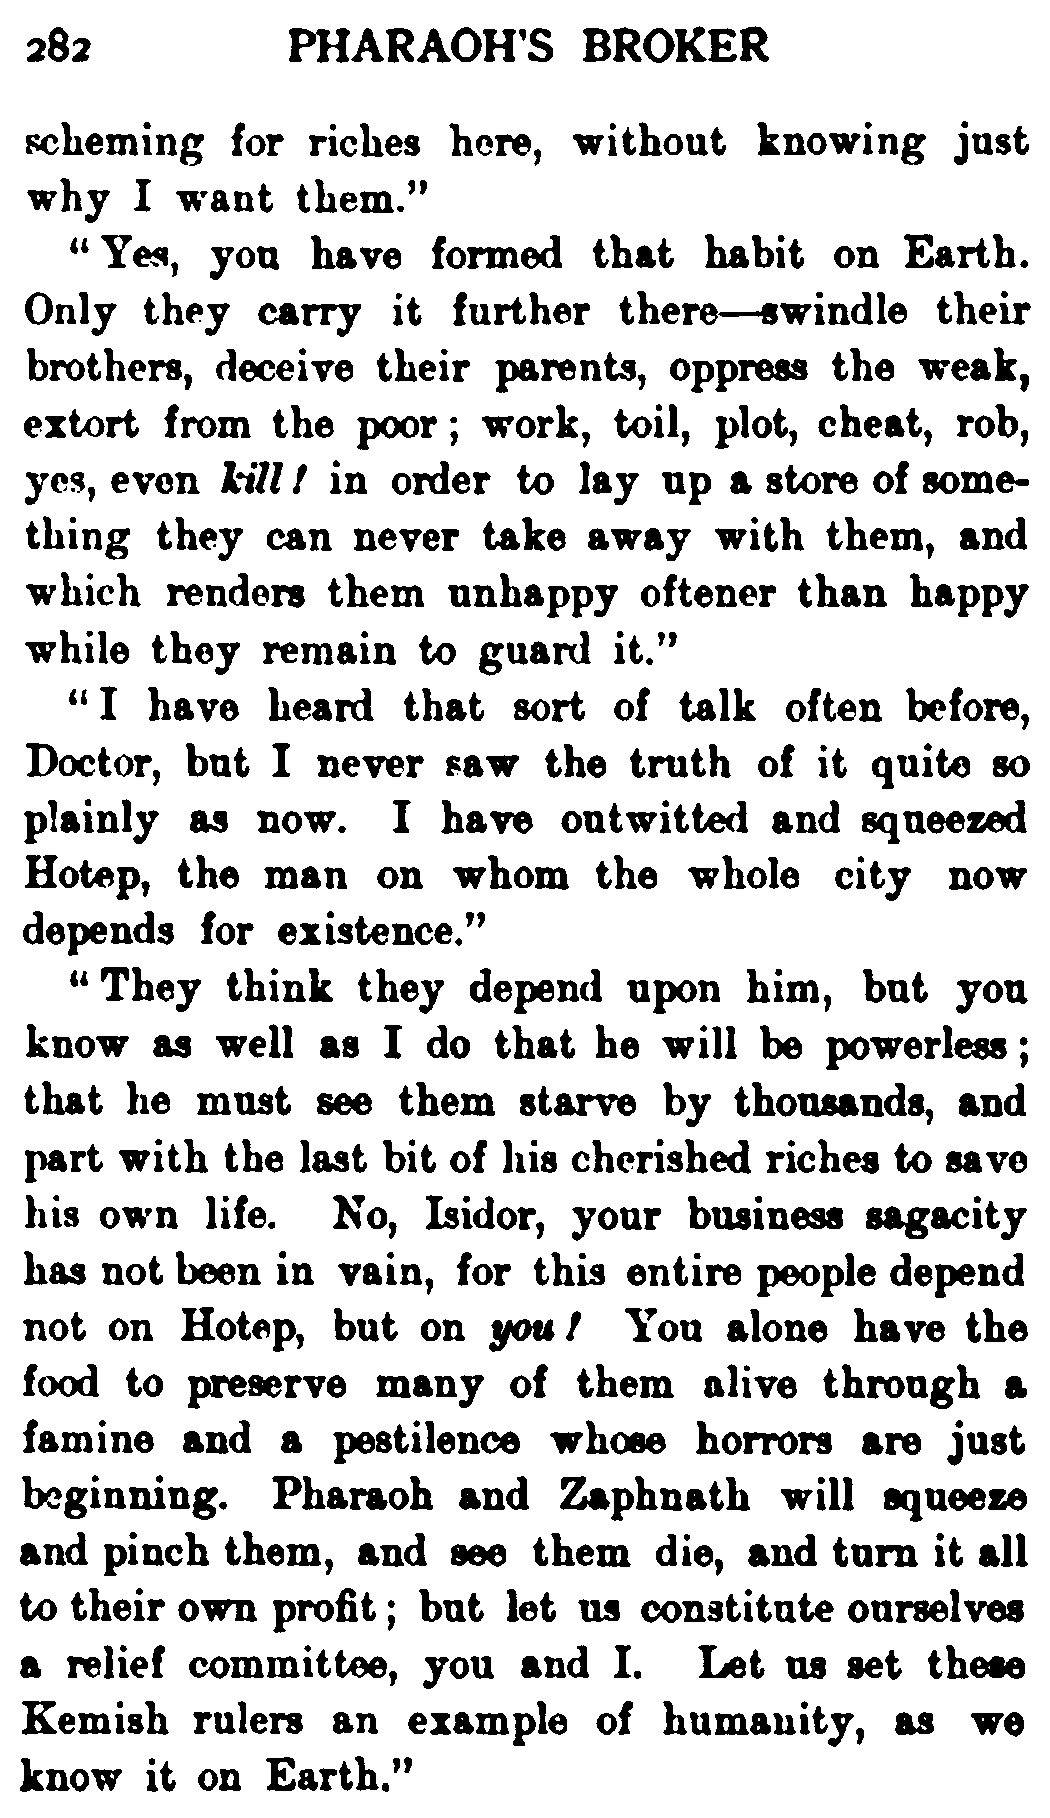 282 PHARAOH'S BROKER
scheming for riches here, without knowing just
why I want them."
"Yes, you have formed that habit on Earth.
Only they carry it further there—swindle their
brothers, deceive their parents, oppress the weak,
extort from the poor; work, toil, plot, cheat, rob,
yes, even kill! in order to lay up a store of some-
thing they can never take away with them, and
which renders them unhappy oftener than happy
while they remain to guard it."
"I have heard that sort of talk often before,
Doctor, but I never saw the truth of it quite so
plainly as now. I have outwitted and squeezed
Hotep, the man on whom the whole city now
depends for existence."
"They think they depend upon him, but you
know as well as I do that he will be powerless;
that he must see them starve by thousands, and
part with the last bit of his cherished riches to save
his own life. No, Isidor, your business sagacity
has not been in vain, for this entire people depend
not on Hotep, but on you! You alone have the
food to preserve many of them alive through a
famine and a pestilence whose horrors are just
beginning. Pharaoh and Zaphnath will squeeze
and pinch them, and see them die, and turn it all
to their own profit; but let us constitute ourselves
a relief committee, you and I. Let us set these
Kemish rulers an example of humanity, as we
know it on Earth."